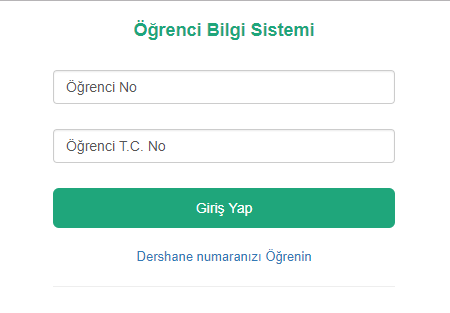 Öğrenci Bilgi Sistemi
Öğrenci No
Öğrenci T.C. No
Giriş Yap
Dershane numaranızı Öğrenin